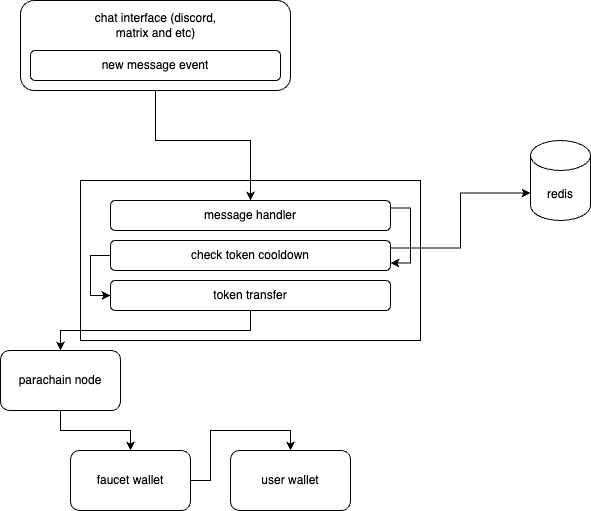 chat interface (discord,
matrix and etc)
new message event
message handler
check token cooldown
token transfer
redis
parachain node
faucet wallet
user wallet